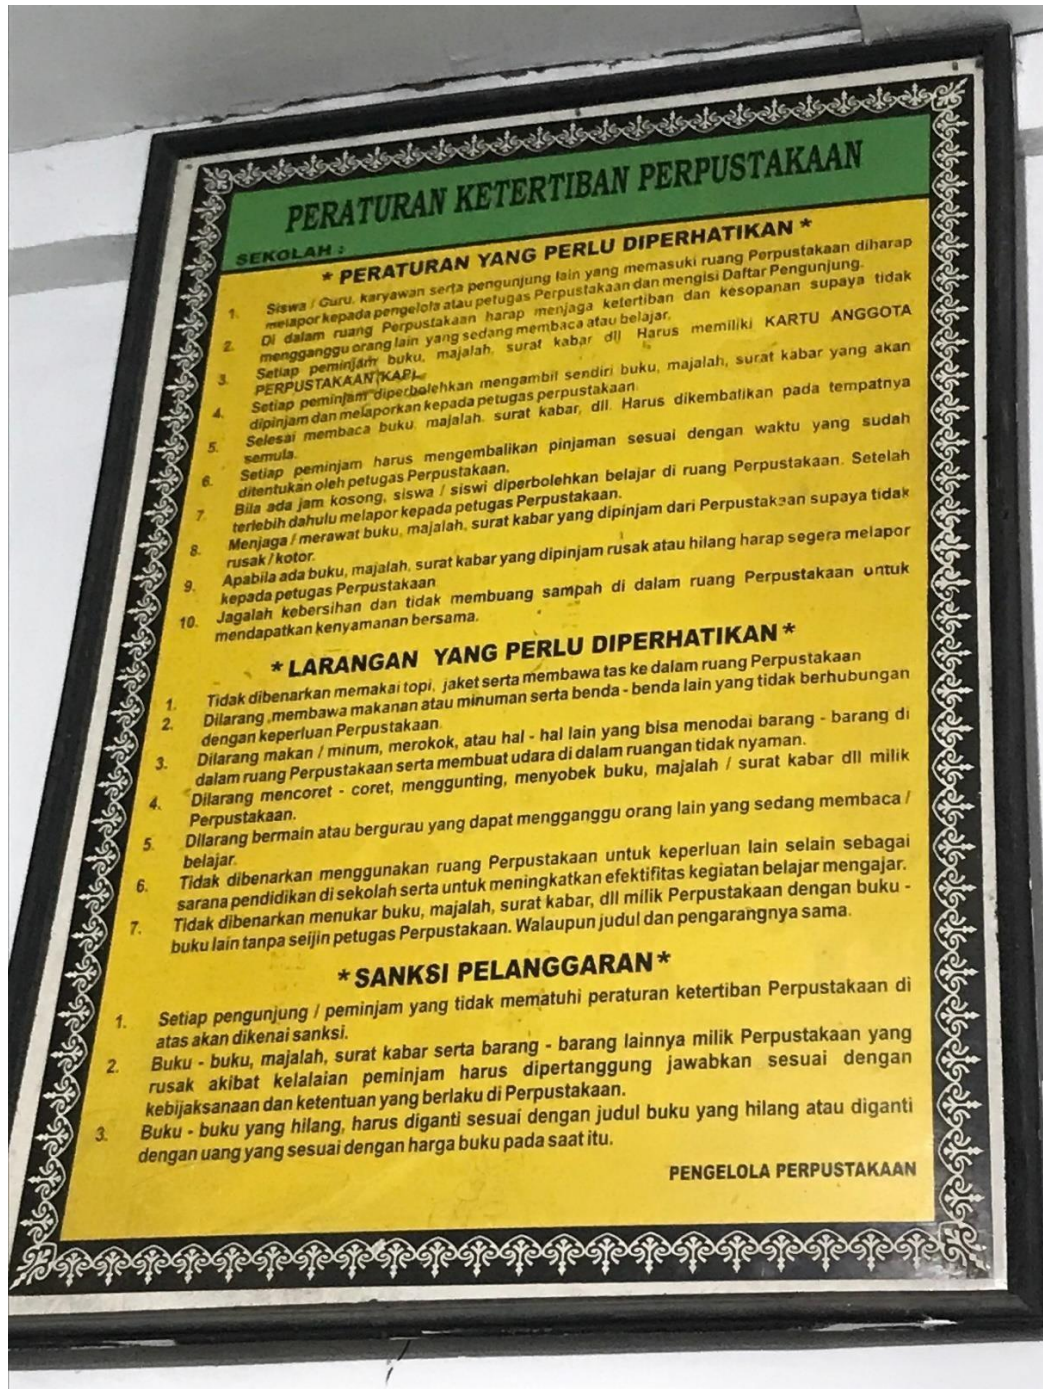 PERATURAN KETERTIBAN PERPUSTAKAAN
SEKOLAH :
* PERATURAN YANG PERLU DIPERHATIKAN *
1. Siswa / Guru, karyawan serta pengunjung lain yang memasuki ruang Perpustakaan diharap
melapor kepada pengelola atau petugas Perpustakaan dan mengisi Daftar Pengunjung.
2. Di dalam ruang Perpustakaan harap menjaga ketertiban dan kesopanan supaya tidak
mengganggu orang lain yang sedang membaca atau belajar.
3. Setiap peminjam buku, majalah, surat kabar dll Harus memiliki KARTU ANGGOTA
PERPUSTAKAAN (KAP).
4. Setiap peminjam diperbolehkan mengambil sendiri buku, majalah, surat kabar yang akan
dipinjam dan melaporkan kepada petugas perpustakaan.
5. Selesai membaca buku, majalah, surat kabar, dll. Harus dikembalikan pada tempatnya
semula.
6. Setiap peminjam harus mengembalikan pinjaman sesuai dengan waktu yang sudah
ditentukan oleh petugas Perpustakaan.
7. Bila ada jam kosong, siswa / siswi diperbolehkan belajar di ruang Perpustakaan. Setelah
terlebih dahulu melapor kepada petugas Perpustakaan.
8. Menjaga / merawat buku, majalah, surat kabar yang dipinjam dari Perpustakaan supaya tidak
rusak / kotor.
9. Apabila ada buku, majalah, surat kabar yang dipinjam rusak atau hilang harap segera melapor
kepada petugas Perpustakaan
10. Jagalah kebersihan dan tidak membuang sampah di dalam ruang Perpustakaan untuk
mendapatkan kenyamanan bersama.
* LARANGAN YANG PERLU DIPERHATIKAN *
1. Tidak dibenarkan memakai topi, jaket serta membawa tas ke dalam ruang Perpustakaan
2. Dilarang ,membawa makanan atau minuman serta benda - benda lain yang tidak berhubungan
dengan keperluan Perpustakaan.
3. Dilarang makan / minum, merokok, atau hal - hal lain yang bisa menodai barang - barang di
dalam ruang Perpustakaan serta membuat udara di dalam ruangan tidak nyaman.
4. Dilarang mencoret - coret, menggunting, menyobek buku, majalah / surat kabar dll milik
Perpustakaan.
5. Dilarang bermain atau bergurau yang dapat mengganggu orang lain yang sedang membaca /
belajar.
6. Tidak dibenarkan menggunakan ruang Perpustakaan untuk keperluan lain selain sebagai
sarana pendidikan di sekolah serta untuk meningkatkan efektifitas kegiatan belajar mengajar.
7. Tidak dibenarkan menukar buku, majalah, surat kabar, dll milik Perpustakaan dengan buku -
buku lain tanpa seijin petugas Perpustakaan. Walaupun judul dan pengarangnya sama.
* SANKSI PELANGGARAN *
1. Setiap pengunjung / peminjam yang tidak mematuhi peraturan ketertiban Perpustakaan di
atas akan dikenai sanksi.
2. Buku - buku, majalah, surat kabar serta barang - barang lainnya milik Perpustakaan yang
rusak akibat kelalaian peminjam harus dipertanggung jawabkan sesuai dengan
kebijaksanaan dan ketentuan yang berlaku di Perpustakaan.
3. Buku - buku yang hilang, harus diganti sesuai dengan judul buku yang hilang atau diganti
dengan uang yang sesuai dengan harga buku pada saat itu.
PENGELOLA PERPUSTAKAAN